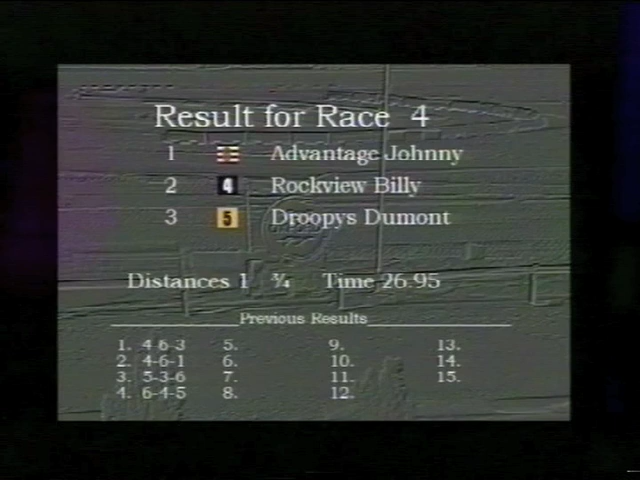 Result for Race 4
1 Advantage Johnny
2 4 Rockview Billy
3 5 Droopys Dumont
Distances 1 ¾ Time 26.95
Previous Results
1. 4-6-3 5. 9. 13.
2. 4-6-1 6. 10. 14.
3. 5-3-6 7. 11. 15.
4. 6-4-5 8. 12.